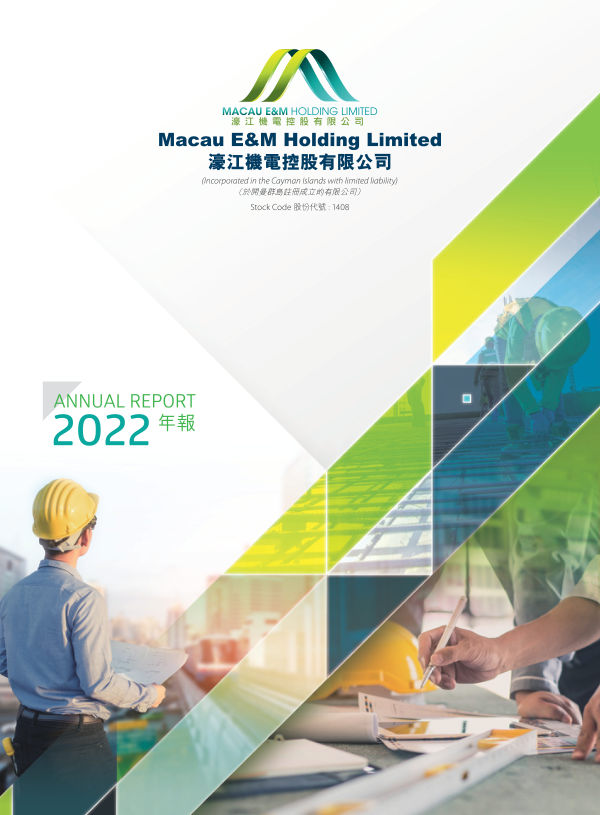 MACAU E&M HOLDING LIMITED
濠江機電控股有限公司
Macau E&M Holding Limited
濠江機電控股有限公司
(Incorporated in the Cayman Islands with limited liability)
（於開曼群島註冊成立的有限公司）
Stock Code 股份代號 : 1408
ANNUAL REPORT
2022 年報